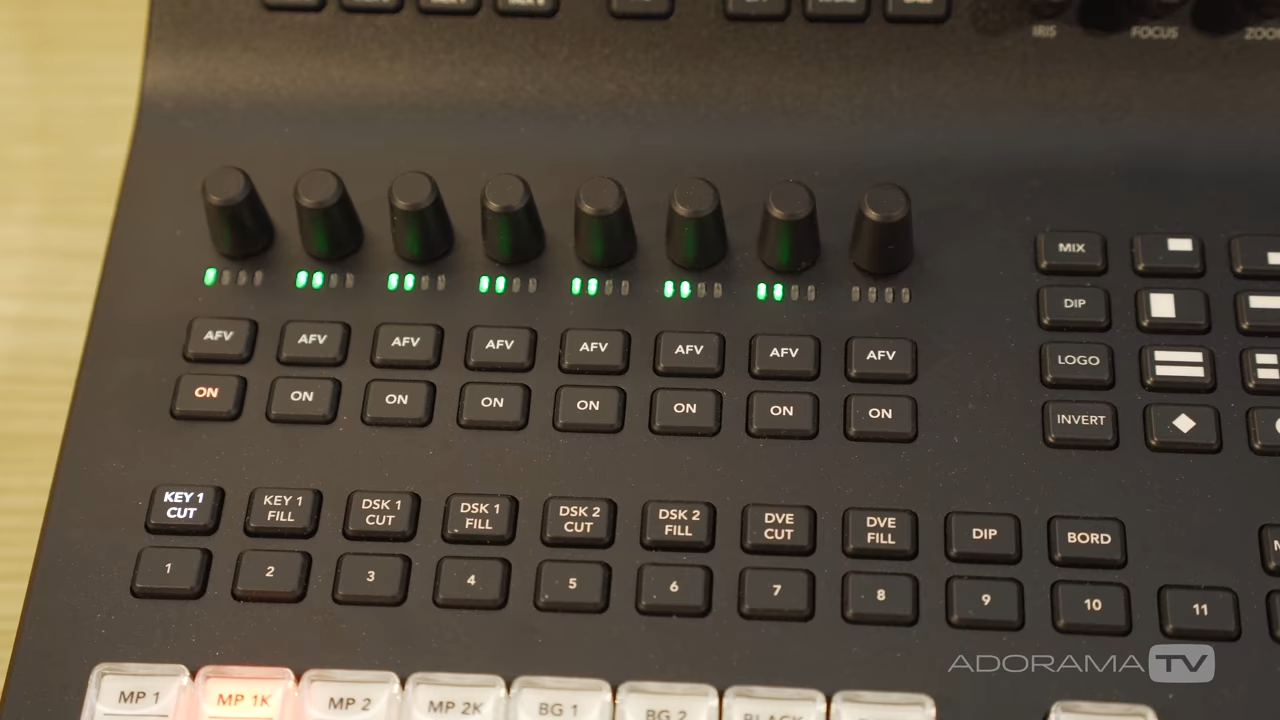 IRIS FOCUS
AFV AFV AFV AFV AFV AFV AFV AFV
ON ON ON ON ON ON ON ON
MIX
DIP
LOGO
INVERT
KEY 1 CUT
KEY 1 FILL
DSK 1 CUT
DSK 1 FILL
DSK 2 CUT
DSK 2 FILL
DVE CUT
DVE FILL
DIP
BORD
1 2 3 4 5 6 7 8 9 10 11
MP 1 MP 1K MP 2 MP 2K BG 1 BG 2 BLACK
ADORAMA TV